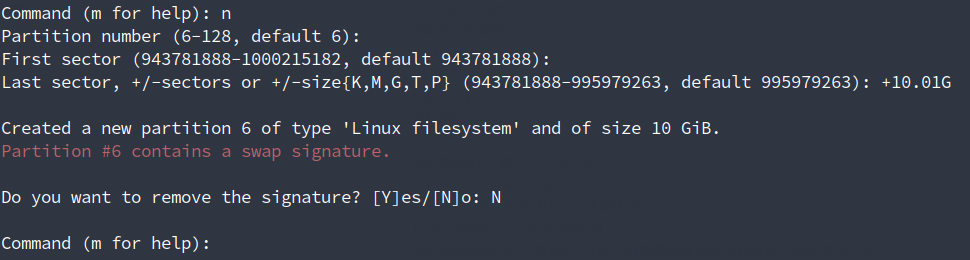 Command (m for help): n
Partition number (6-128, default 6):
First sector (943781888-1000215182, default 943781888):
Last sector, +/-sectors or +/-size{K,M,G,T,P} (943781888-995979263, default 995979263): +10.01G
Created a new partition 6 of type 'Linux filesystem' and of size 10 GiB.
Partition #6 contains a swap signature.
Do you want to remove the signature? [Y]es/[N]o: N
Command (m for help):